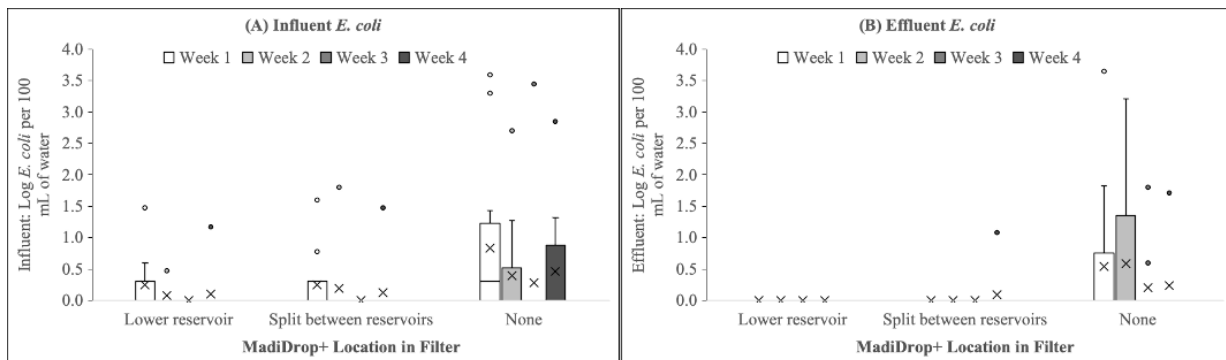 (A) Influent E. coli
Week 1 Week 2 Week 3 Week 4
Influent: Log E. coli per 100
mL of water
4.0
3.5
3.0
2.5
2.0
1.5
1.0
0.5
0.0
Lower reservoir Split between reservoirs None
MadiDrop+ Location in Filter
(B) Effluent E. coli
Week 1 Week 2 Week 3 Week 4
Effluent: Log E. coli per 100
mL of water
4.0
3.5
3.0
2.5
2.0
1.5
1.0
0.5
0.0
Lower reservoir Split between reservoirs None
MadiDrop+ Location in Filter